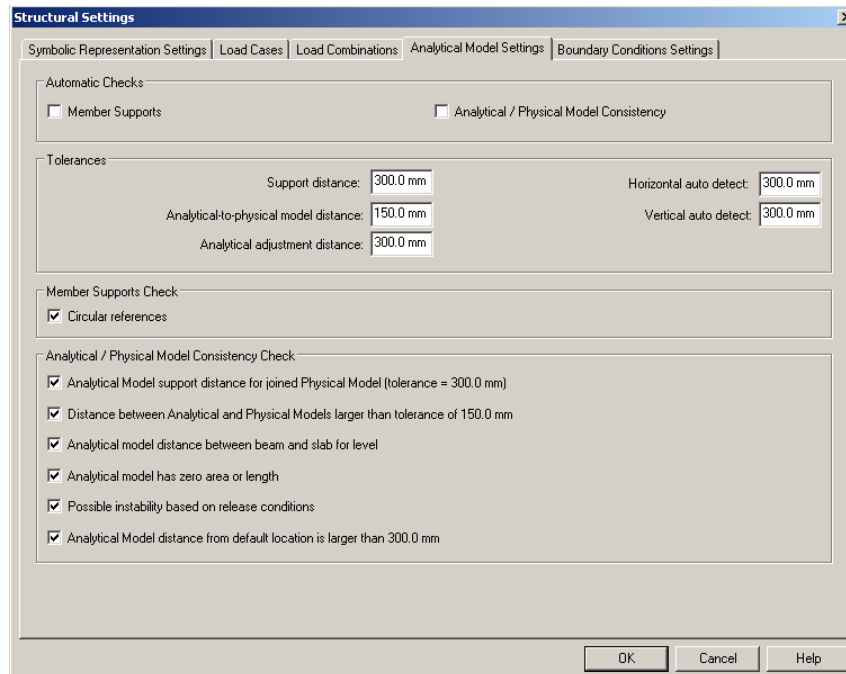 Structural Settings
Symbolic Representation Settings Load Cases Load Combinations Analytical Model Settings Boundary Conditions Settings
Automatic Checks
Member Supports Analytical / Physical Model Consistency
Tolerances
Support distance: 300.0 mm Horizontal auto detect: 300.0 mm
Analytical-to-physical model distance: 150.0 mm Vertical auto detect: 300.0 mm
Analytical adjustment distance: 300.0 mm
Member Supports Check
Circular references
Analytical / Physical Model Consistency Check
Analytical Model support distance for joined Physical Model (tolerance = 300.0 mm)
Distance between Analytical and Physical Models larger than tolerance of 150.0 mm
Analytical model distance between beam and slab for level
Analytical model has zero area or length
Possible instability based on release conditions
Analytical Model distance from default location is larger than 300.0 mm
OK Cancel Help